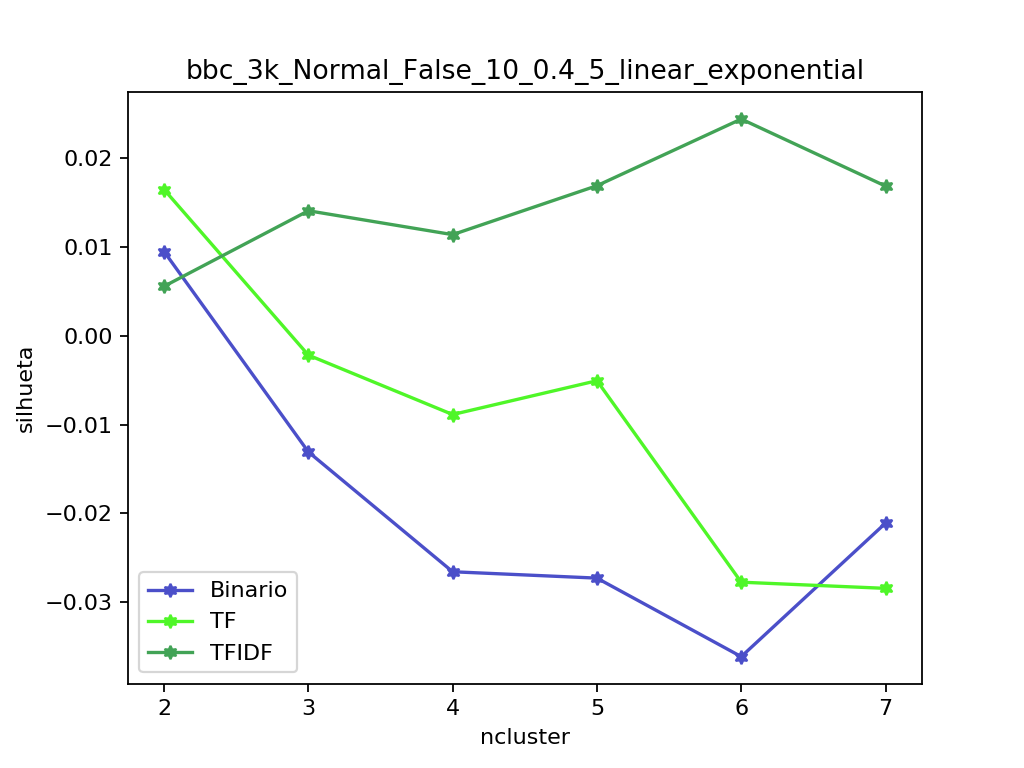 bbc_3k_Normal_False_10_0.4_5_linear_exponential
silhueta
0.02
0.01
0.00
−0.01
−0.02
−0.03
Binario
TF
TFIDF
2 3 4 5 6 7
ncluster